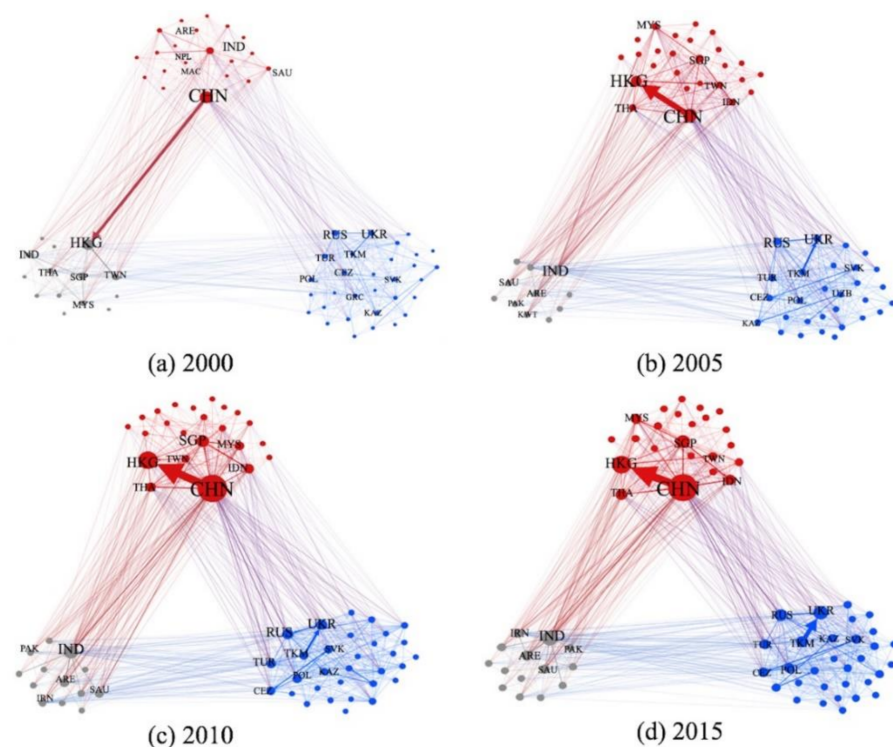 ARE
IND
NPL
MAC
SAU
CHN
HKG
IND
THA
SGP
TWN
MYS
RUS
UKR
TUR
TKM
POL
CEZ
SVK
GRC
KAZ
(a) 2000
MYS
SGP
HKG
TWN
IDN
THA
CHN
IND
SAU
ARE
PAK
KWT
RUS
UKR
TUR
TKM
SVK
CEZ
POL
UZB
KAZ
(b) 2005
SGP
MYS
HKG
TWN
IDN
THA
CHN
PAK
IND
ARE
IRN
SAU
RUS
UKR
TUR
TKM
SVK
POL
KAZ
CEZ
(c) 2010
MYS
SGP
HKG
TWN
THA
CHN
IDN
IRN
IND
ARE
PAK
SAU
RUS
UKR
TUR
TKM
KAZ
SVK
CEZ
POL
(d) 2015